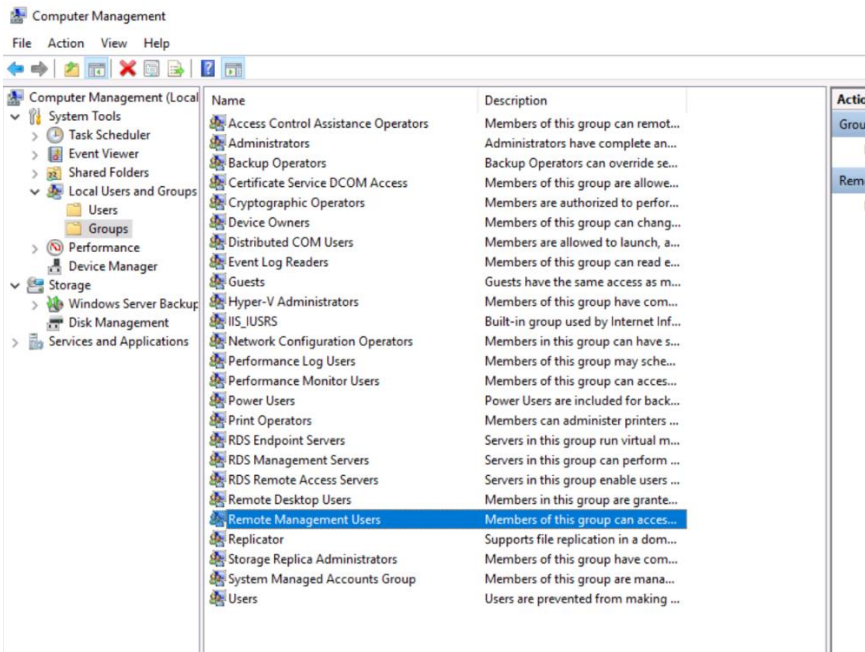 Computer Management
File Action View Help
Computer Management (Local
System Tools
Task Scheduler
Event Viewer
Shared Folders
Local Users and Groups
Users
Groups
Performance
Device Manager
Storage
Windows Server Backup
Disk Management
Services and Applications
Name Description
Access Control Assistance Operators Members of this group can remot...
Administrators Administrators have complete an...
Backup Operators Backup Operators can override se...
Certificate Service DCOM Access Members of this group are allowe...
Cryptographic Operators Members are authorized to perfor...
Device Owners Members of this group can chang...
Distributed COM Users Members are allowed to launch, a...
Event Log Readers Members of this group can read e...
Guests Guests have the same access as m...
Hyper-V Administrators Members of this group have com...
IIS_IUSRS Built-in group used by Internet Inf...
Network Configuration Operators Members in this group can have s...
Performance Log Users Members of this group may sche...
Performance Monitor Users Members of this group can acces...
Power Users Power Users are included for back...
Print Operators Members can administer printers ...
RDS Endpoint Servers Servers in this group run virtual m...
RDS Management Servers Servers in this group can perform ...
RDS Remote Access Servers Servers in this group enable users ...
Remote Desktop Users Members in this group are grante...
Remote Management Users Members of this group can acces...
Replicator Supports file replication in a dom...
Storage Replica Administrators Members of this group have com...
System Managed Accounts Group Members of this group are mana...
Users Users are prevented from making ...
Actio
Grou
Rem